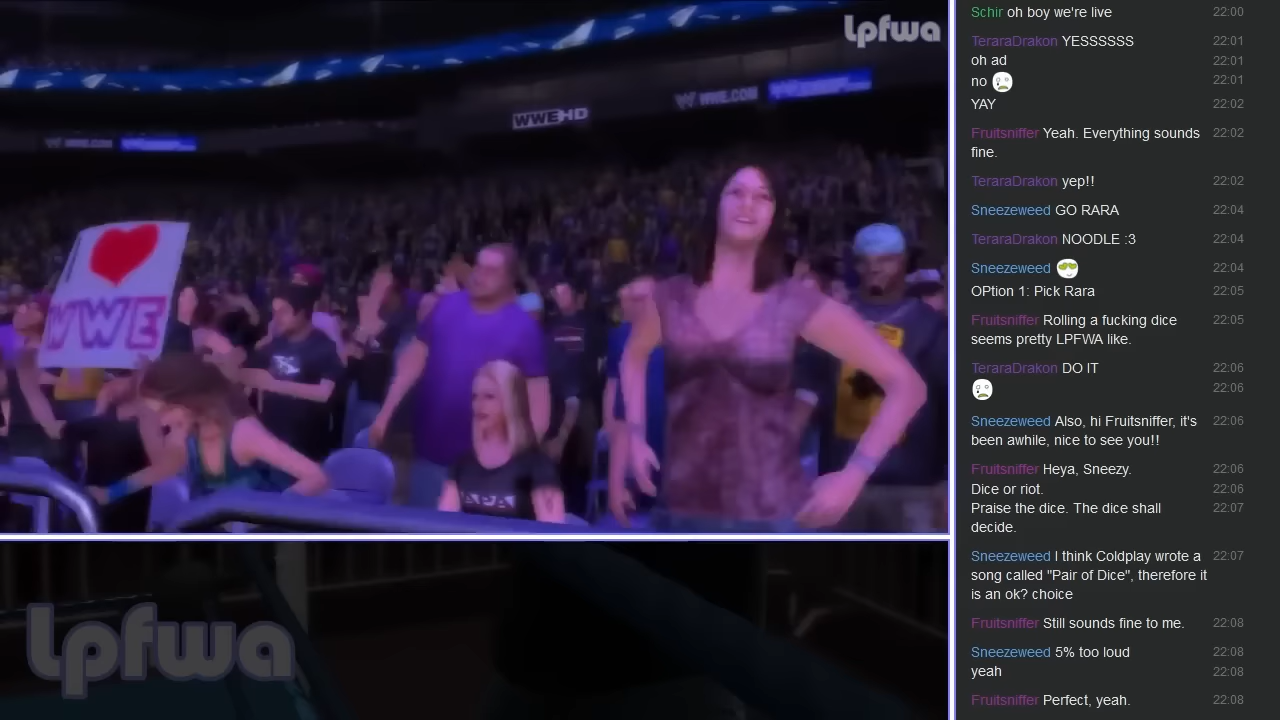 lpfwa
WWE HD
WWE.COM
WWE.COM
WWE
APA
lpfwa
Schir oh boy we're live 22:00
TeraraDrakon YESSSSSS 22:01
oh ad 22:01
no 22:01
YAY 22:02
Fruitsniffer Yeah. Everything sounds 22:02
fine.
TeraraDrakon yep!! 22:02
Sneezeweed GO RARA 22:04
TeraraDrakon NOODLE :3 22:04
Sneezeweed 22:04
OPtion 1: Pick Rara 22:05
Fruitsniffer Rolling a fucking dice 22:05
seems pretty LPFWA like.
TeraraDrakon DO IT 22:06
22:06
Sneezeweed Also, hi Fruitsniffer, it's 22:06
been awhile, nice to see you!!
Fruitsniffer Heya, Sneezy. 22:06
Dice or riot. 22:06
Praise the dice. The dice shall 22:07
decide.
Sneezeweed I think Coldplay wrote a 22:07
song called "Pair of Dice", therefore it
is an ok? choice
Fruitsniffer Still sounds fine to me. 22:08
Sneezeweed 5% too loud 22:08
yeah 22:08
Fruitsniffer Perfect, yeah. 22:08